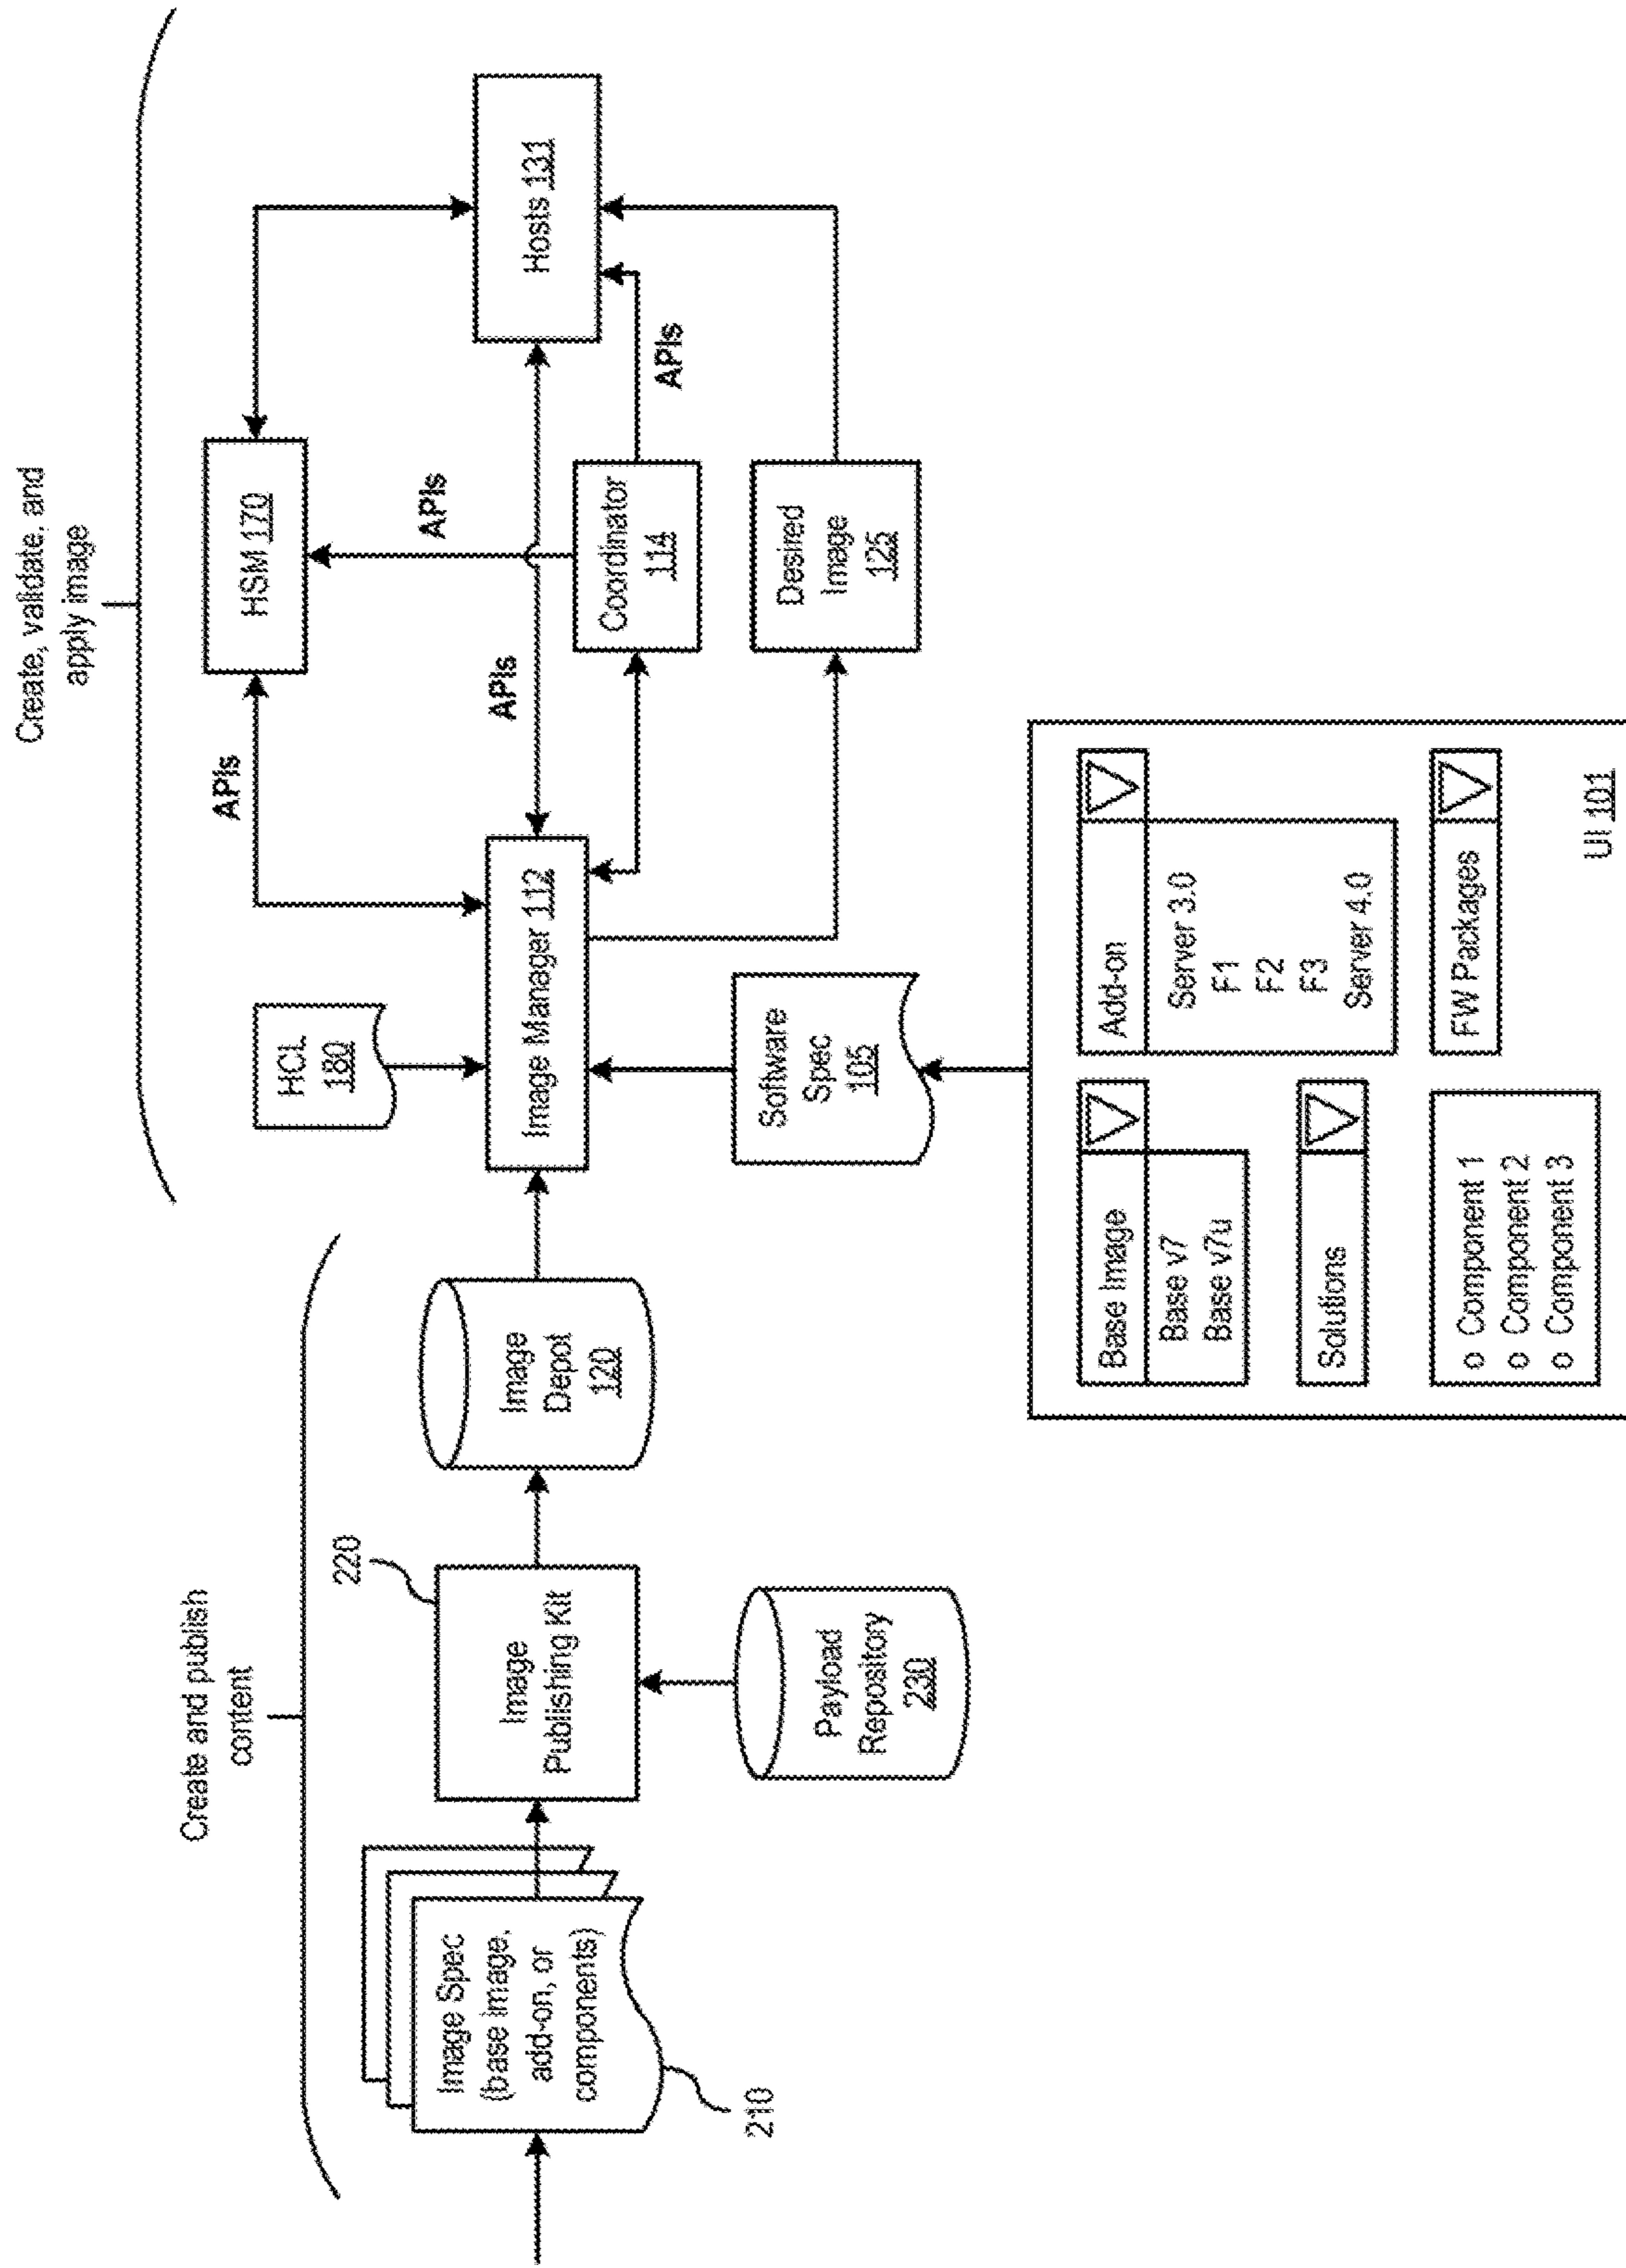 Create and publish
content
Create, validate, and
apply image
220
Image Spec
(base image,
add-on, or
components)
210
Image
Publishing Kit
Payload
Repository
230
Image
Depot
120
HCL
180
Image Manager 112
Software
Spec
105
APIs
HSM 170
APIs
APIs
Coordinator
114
APIs
Hosts 131
Desired
Image
125
Base Image
Base v7
Base v7u
Add-on
Server 3.0
F1
F2
F3
Server 4.0
Solutions
FW Packages
o Component 1
o Component 2
o Component 3
UI 101